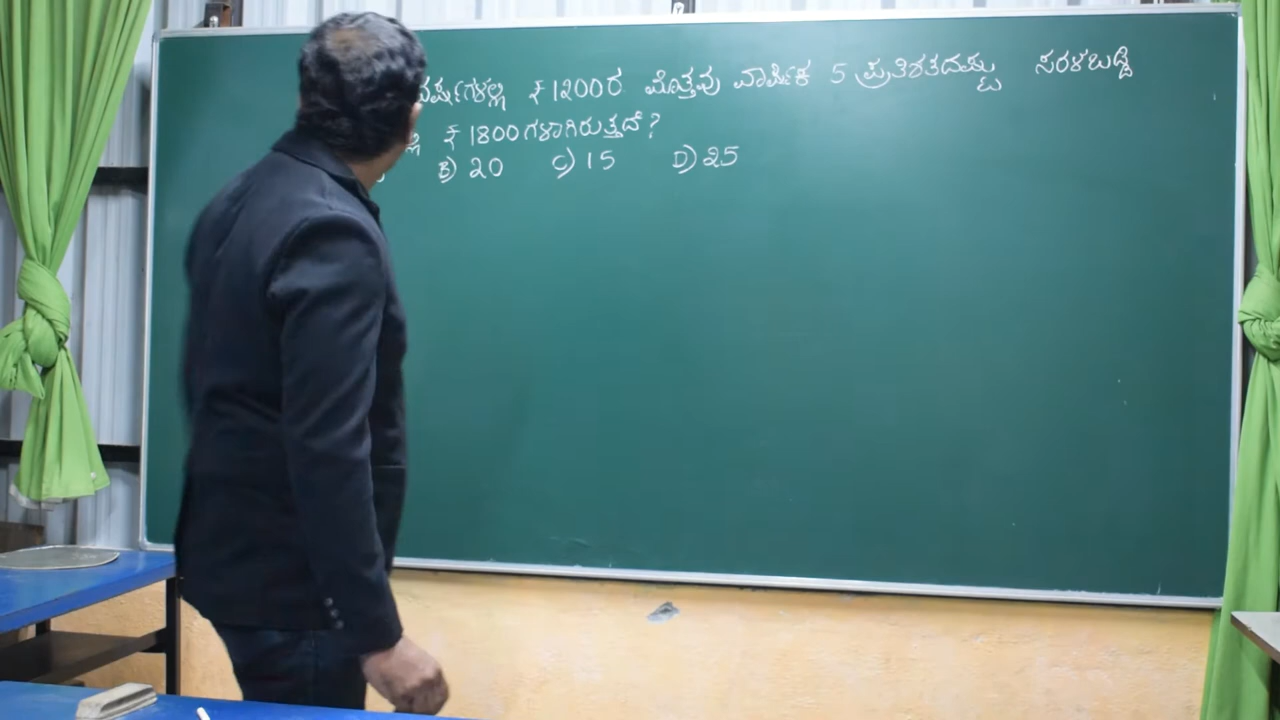 ವರ್ಷಗಳಲ್ಲಿ ₹1200ರ ಮೊತ್ತವು ವಾರ್ಷಿಕ 5 ಪ್ರತಿಶತದಷ್ಟು ಸರಳಬಡ್ಡಿ
ಲ್ಲಿ ₹1800ಗಳಾಗಿರುತ್ತದೆ?
B) 20 C) 15 D) 25